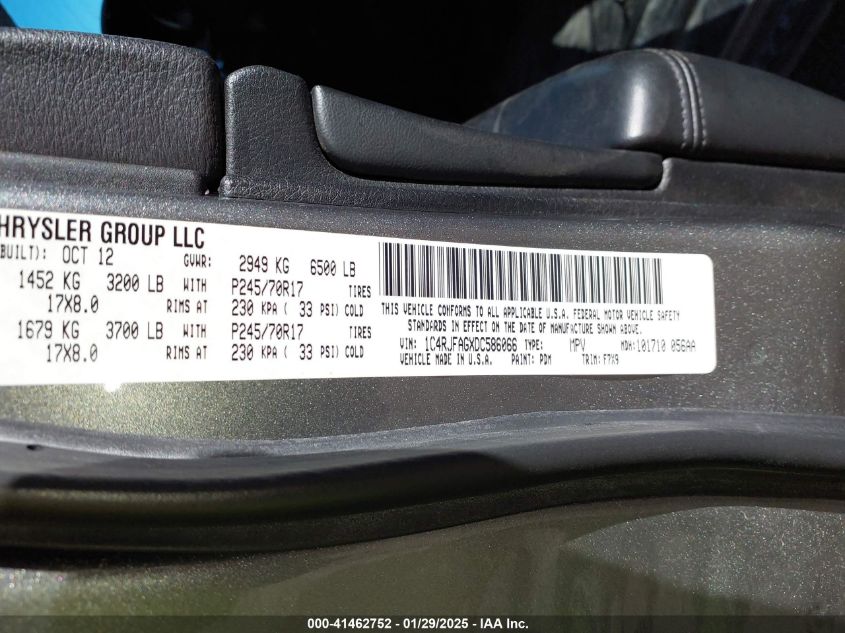 HRYSLER GROUP LLC
BUILT): OCT 12 GVWR: 2949 KG 6500 LB
1452 KG 3200 LB WITH P245/70R17 TIRES
17X8.0 RIMS AT 230 KPA ( 33 PSI) COLD
1679 KG 3700 LB WITH P245/70R17 TIRES
17X8.0 RIMS AT 230 KPA ( 33 PSI) COLD
THIS VEHICLE CONFORMS TO ALL APPLICABLE U.S.A. FEDERAL MOTOR VEHICLE SAFETY
STANDARDS IN EFFECT ON THE DATE OF MANUFACTURE SHOWN ABOVE.
VIN: 1C4RJFAGXDC586066 TYPE: MPV MDH: 101710 056AA
VEHICLE MADE IN U.S.A. PAINT: PDM TRIM: F7X9
000-41462752 — 01/29/2025 — IAA Inc.